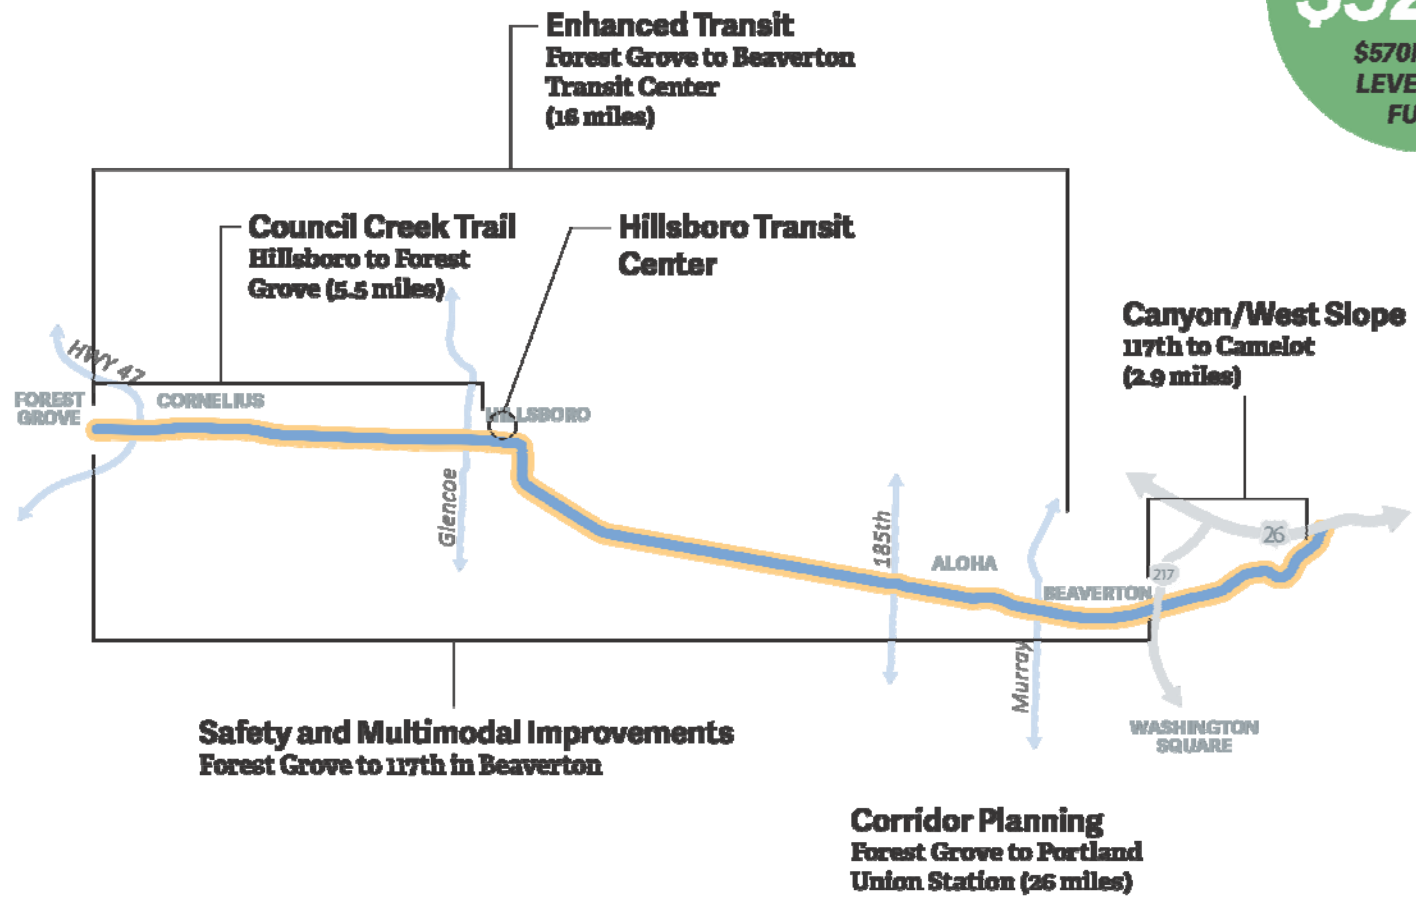 Enhanced Transit
Forest Grove to Beaverton
Transit Center
(16 miles)
LEVE
FU
Council Creek Trail
Hillsboro to Forest
Grove (5.5 miles)
Hillsboro Transit
Center
Canyon/West Slope
117th to Camelot
(2.9 miles)
HWY 47
FOREST
GROVE
CORNELIUS
HILLSBORO
Glencoe
185th
ALOHA
Murray
BEAVERTON
217
26
WASHINGTON
SQUARE
Safety and Multimodal Improvements
Forest Grove to 117th in Beaverton
Corridor Planning
Forest Grove to Portland
Union Station (26 miles)